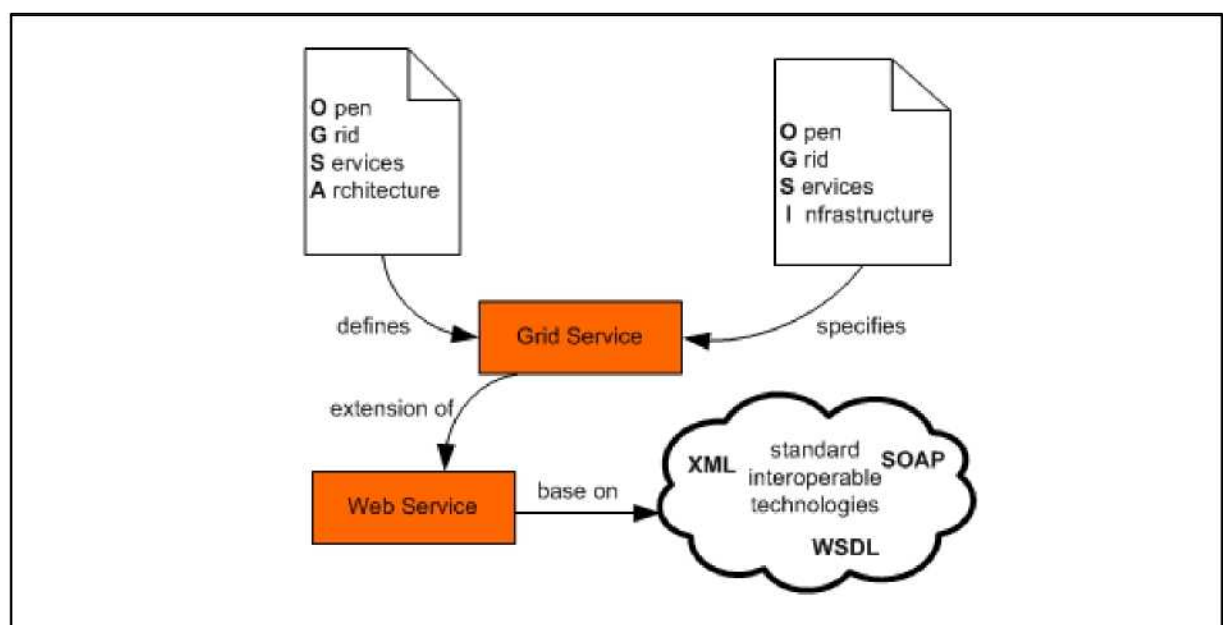 O pen
G rid
S ervices
A rchitecture
O pen
G rid
S ervices
I nfrastructure
defines
Grid Service
specifies
extension of
Web Service
base on
XML
standard
interoperable
technologies
SOAP
WSDL